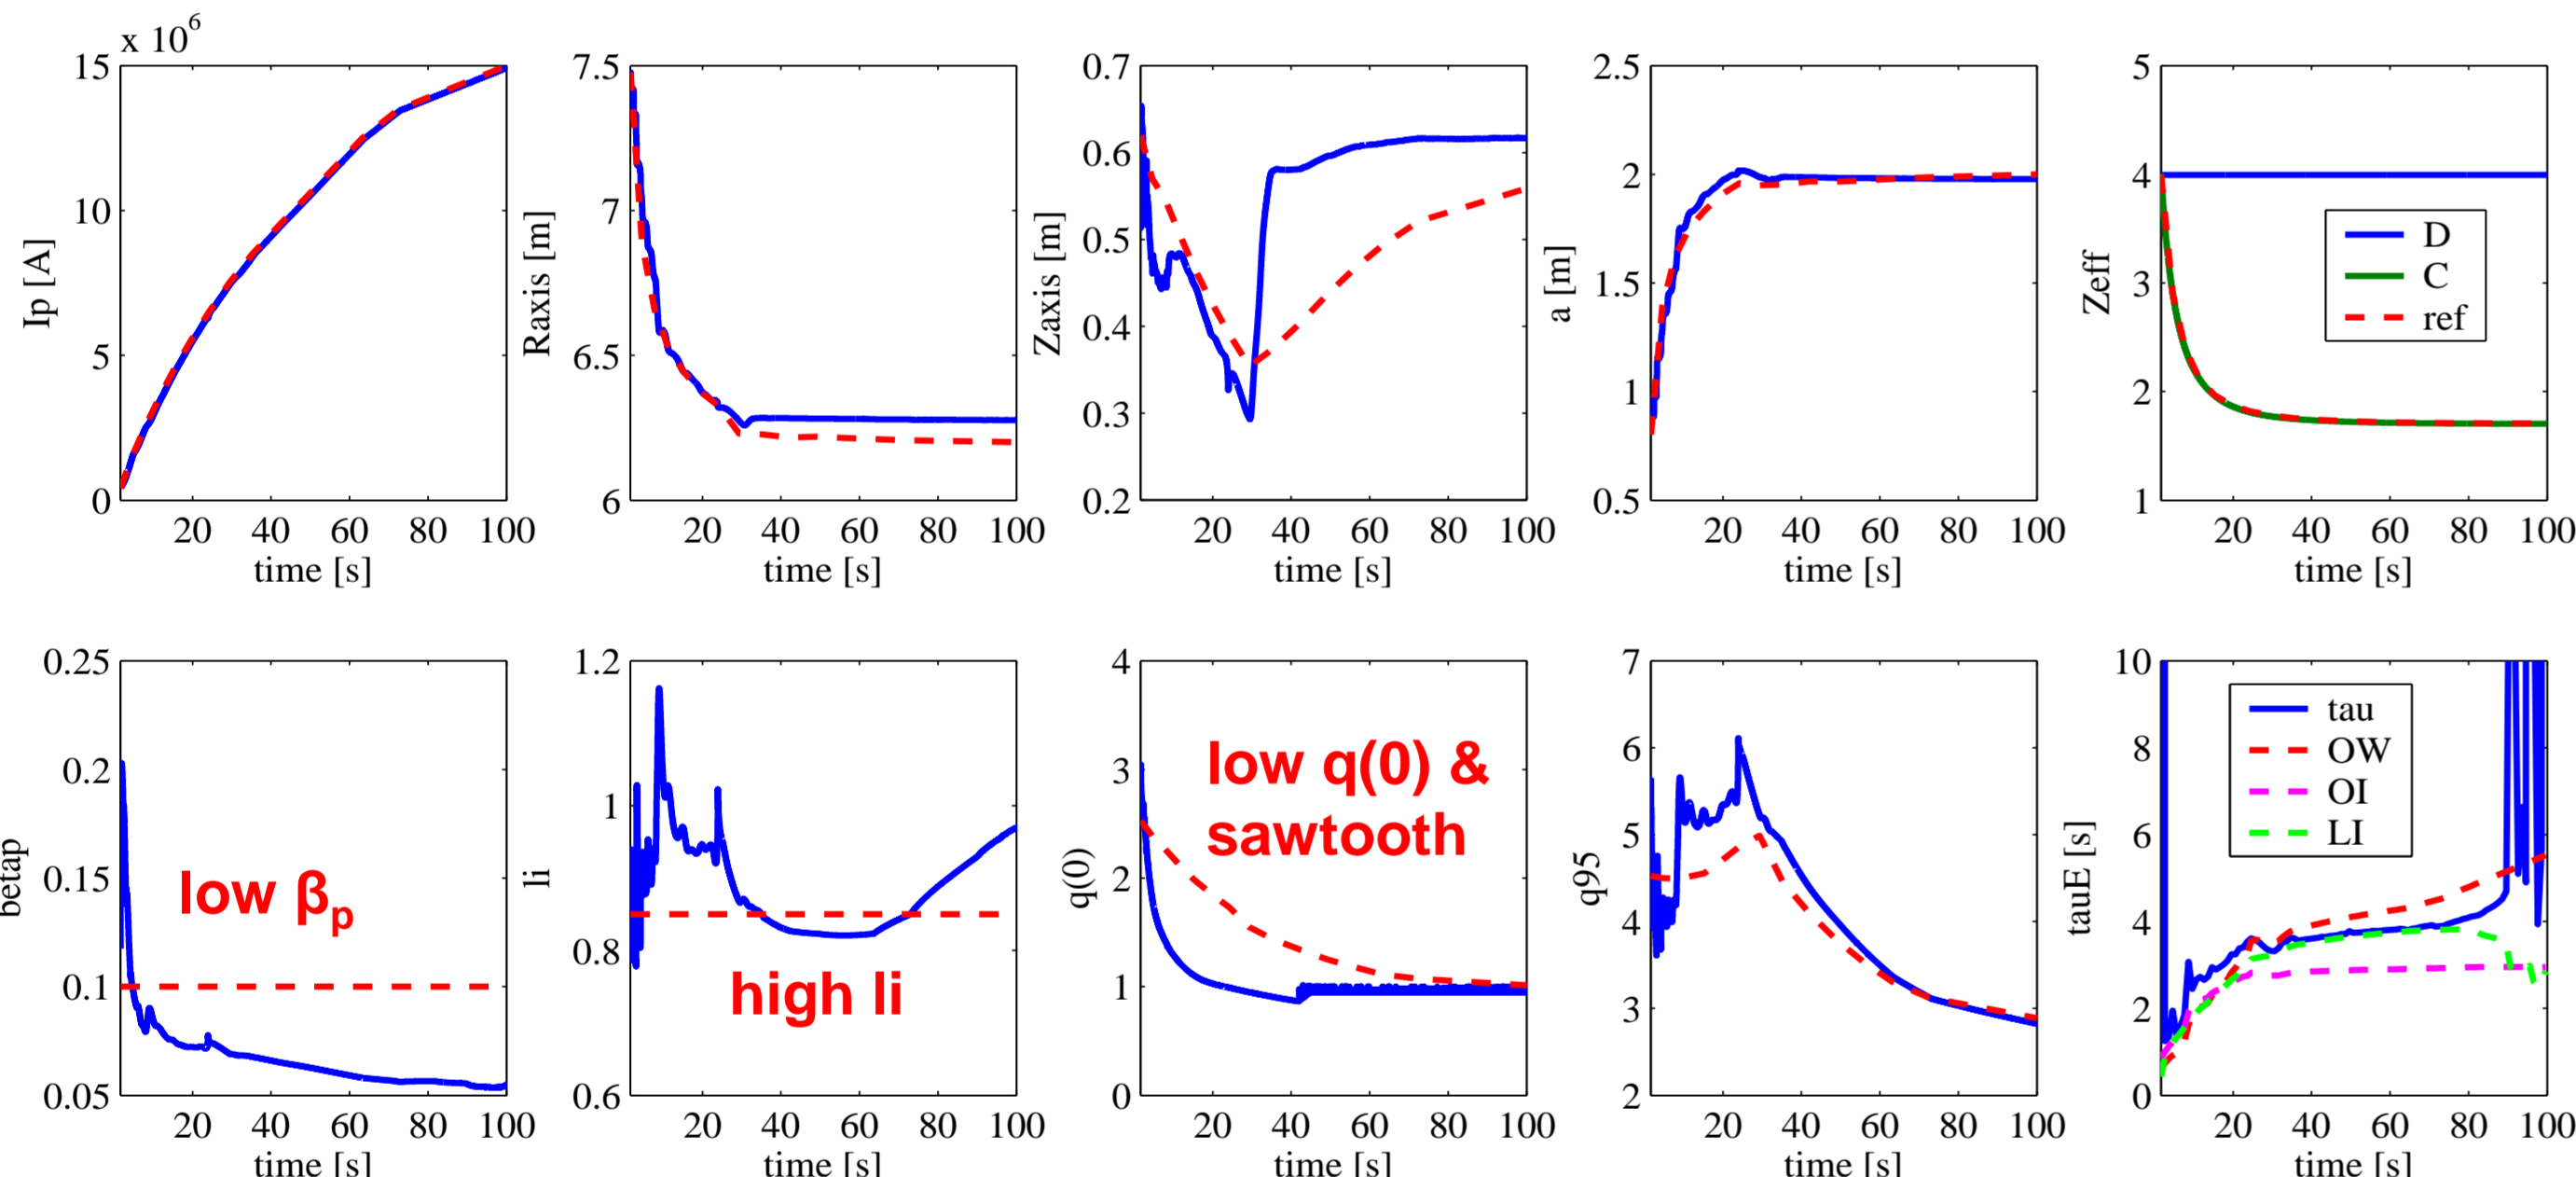 x 10^6
15
10
5
0
20 40 60 80 100
time [s]
Ip [A]
7.5
7
6.5
6
20 40 60 80 100
time [s]
Raxis [m]
0.7
0.6
0.5
0.4
0.3
0.2
20 40 60 80 100
time [s]
Zaxis [m]
2.5
2
1.5
1
0.5
20 40 60 80 100
time [s]
a [m]
5
4
3
2
1
20 40 60 80 100
time [s]
Zeff
D
C
ref
0.25
0.2
0.15
0.1
0.05
20 40 60 80 100
time [s]
betap
low βp
1.2
1
0.8
0.6
20 40 60 80 100
time [s]
li
high li
4
3
2
1
0
20 40 60 80 100
time [s]
q(0)
low q(0) &
sawtooth
7
6
5
4
3
2
20 40 60 80 100
time [s]
q95
10
8
6
4
2
0
20 40 60 80 100
time [s]
tauE [s]
tau
OW
OI
LI